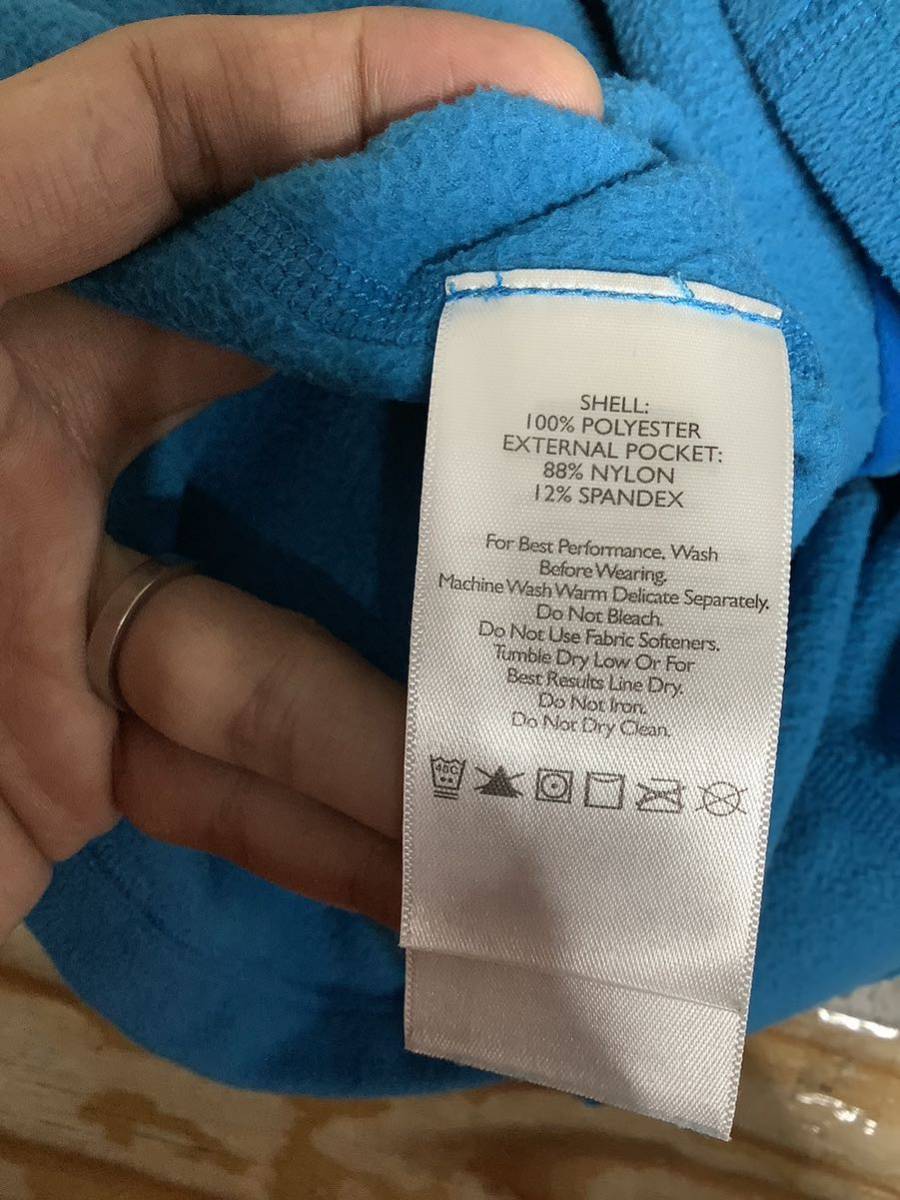 SHELL:
100% POLYESTER
EXTERNAL POCKET:
88% NYLON
12% SPANDEX
For Best Performance, Wash
Before Wearing.
Machine Wash Warm Delicate Separately.
Do Not Bleach.
Do Not Use Fabric Softeners.
Tumble Dry Low Or For
Best Results Line Dry.
Do Not Iron.
Do Not Dry Clean.
40C